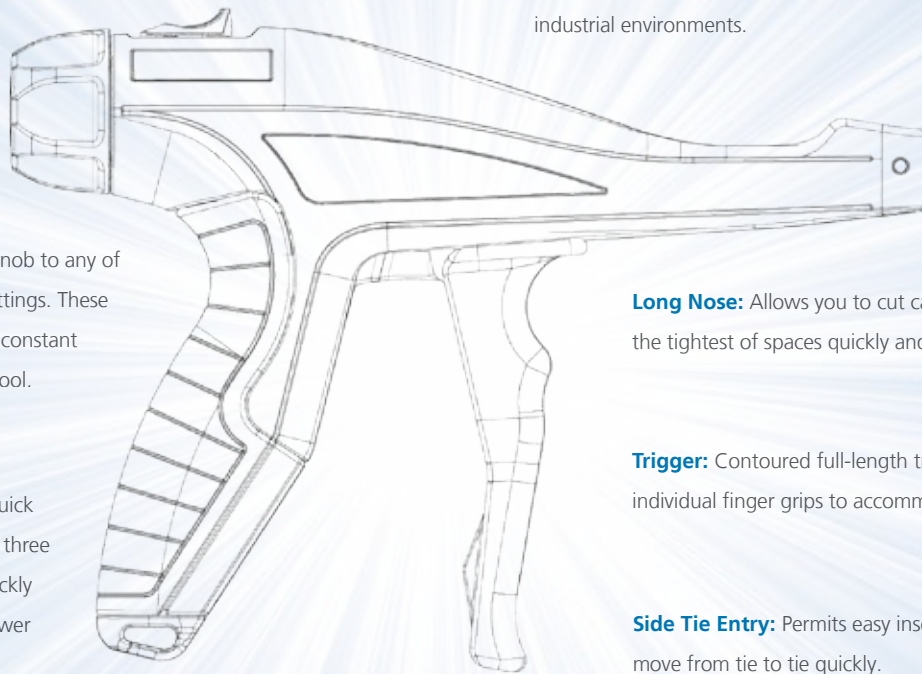 industrial environments.
nob to any of
ttings. These
constant
ool.
uick
three
ckly
wer
Long Nose: Allows you to cut ca
the tightest of spaces quickly and
Trigger: Contoured full-length t
individual finger grips to accomm
Side Tie Entry: Permits easy inse
move from tie to tie quickly.